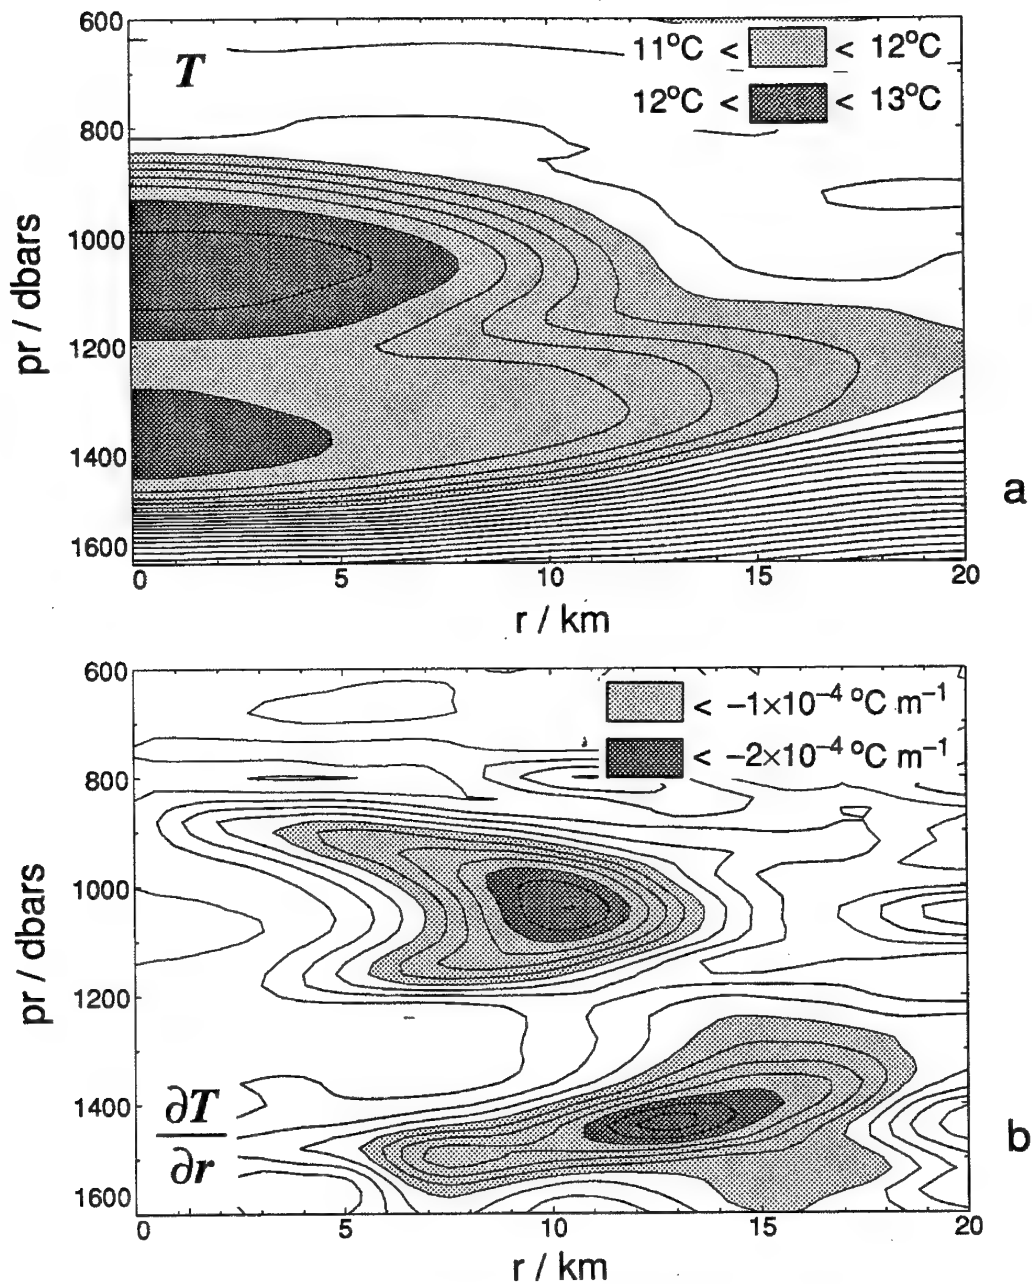 600
T
11°C < < 12°C
12°C < < 13°C
800
1000
1200
1400
1600
pr / dbars
0 5 10 15 20
r / km
a
600
< −1×10⁻⁴ °C m⁻¹
< −2×10⁻⁴ °C m⁻¹
800
1000
1200
1400
1600
pr / dbars
∂T
∂r
0 5 10 15 20
r / km
b